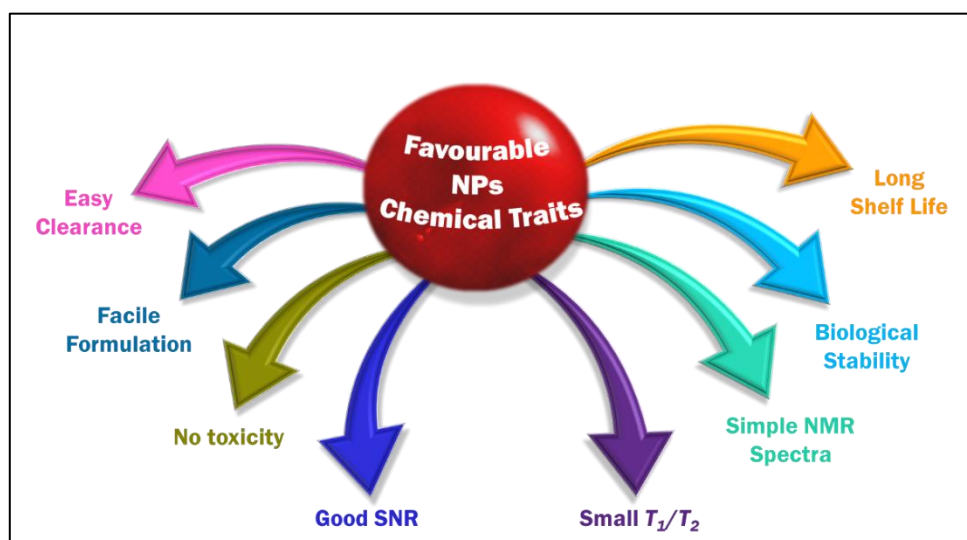 Favourable
NPs
Chemical Traits
Easy
Clearance
Facile
Formulation
No toxicity
Good SNR
Small T₁/T₂
Simple NMR
Spectra
Biological
Stability
Long
Shelf Life